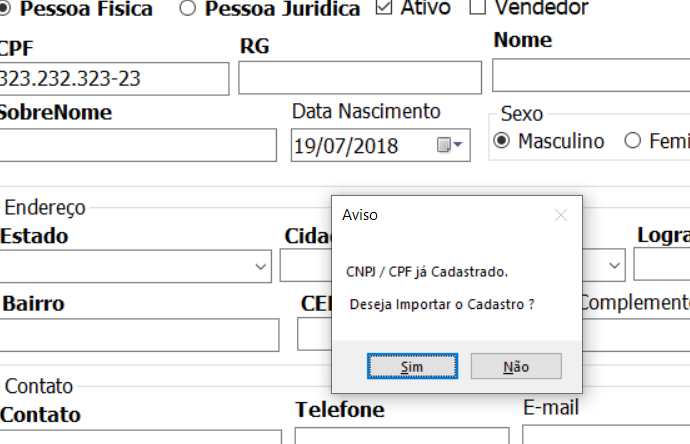 Pessoa Física Pessoa Jurídica Ativo Vendedor
CPF RG Nome
323.232.323-23
SobreNome Data Nascimento Sexo
19/07/2018 Masculino Femi
Endereço
Aviso
Estado Cida Logra
CNPJ / CPF já Cadastrado.
Bairro CE Deseja Importar o Cadastro ? Complemento
Sim Não
Contato
Contato Telefone E-mail